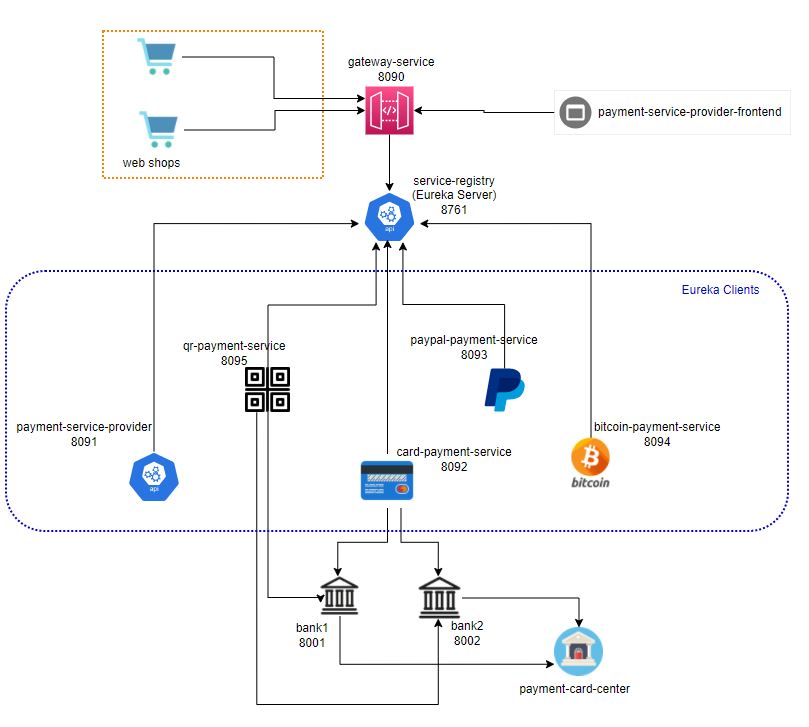 gateway-service
8090
web shops
payment-service-provider-frontend
service-registry
(Eureka Server)
8761
api
Eureka Clients
qr-payment-service
8095
paypal-payment-service
8093
payment-service-provider
8091
api
card-payment-service
8092
bitcoin-payment-service
8094
bitcoin
bank1
8001
bank2
8002
payment-card-center